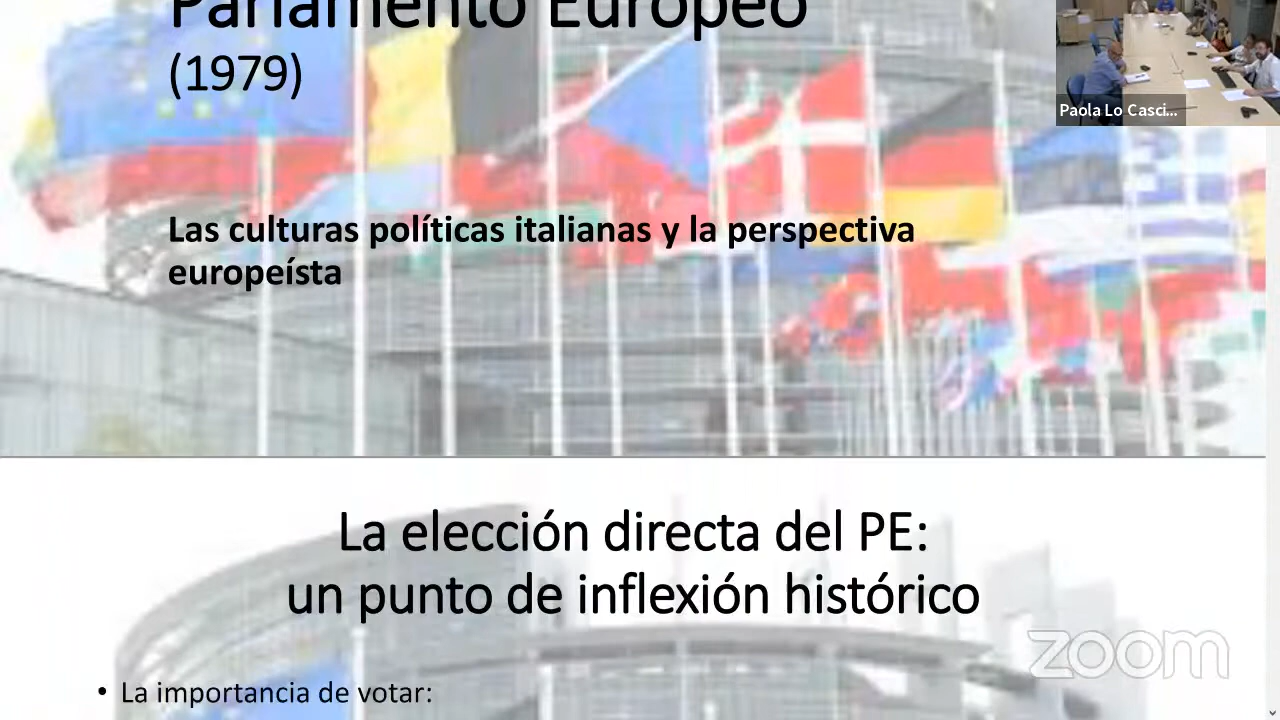 Parlamento Europeo
(1979)
Paola Lo Casci...
Las culturas políticas italianas y la perspectiva
europeísta
La elección directa del PE:
un punto de inflexión histórico
zoom
• La importancia de votar: